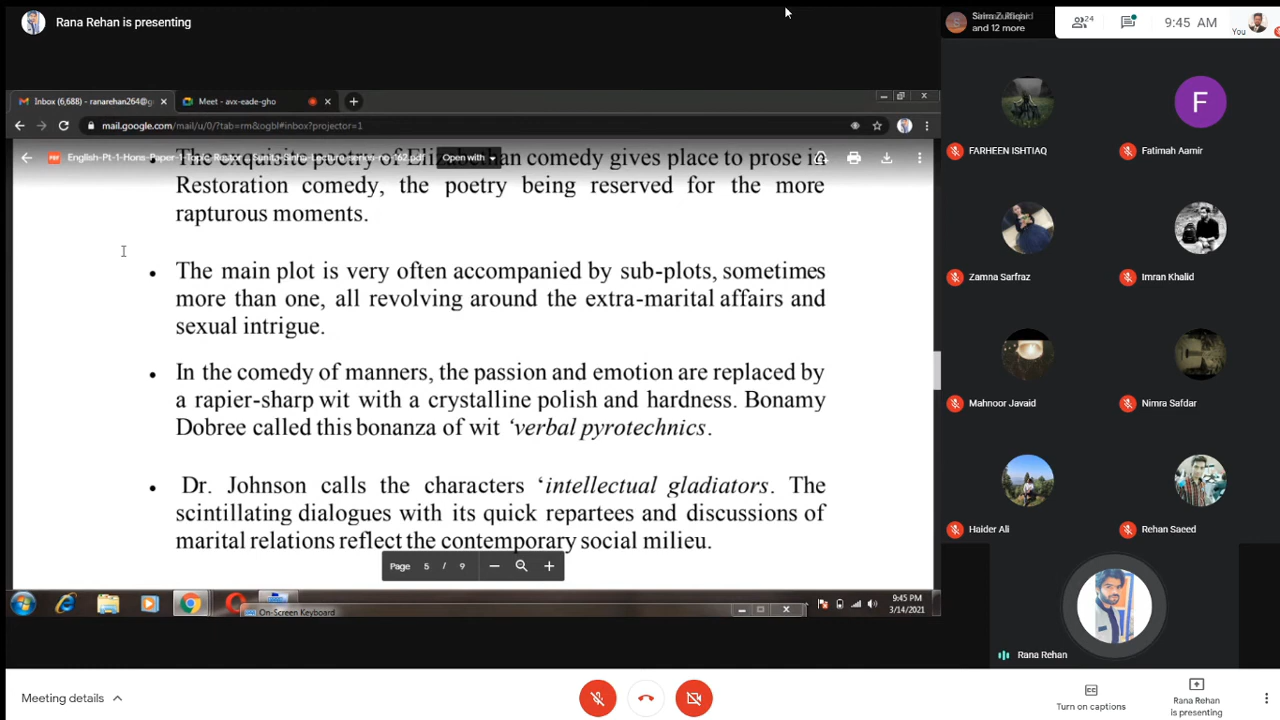 Rana Rehan is presenting
and 12 more
24
9:45 AM
You
Inbox (6,688) - ranarehan264@g
Meet - avx-eade-gho
mail.google.com/mail/u/0/?tab=rm&ogbl#inbox?projector=1
Open with
The exquisite poetry of Elizabethan comedy gives place to prose in
Restoration comedy, the poetry being reserved for the more
rapturous moments.
• The main plot is very often accompanied by sub-plots, sometimes
more than one, all revolving around the extra-marital affairs and
sexual intrigue.
• In the comedy of manners, the passion and emotion are replaced by
a rapier-sharp wit with a crystalline polish and hardness. Bonamy
Dobree called this bonanza of wit ‘verbal pyrotechnics.
• Dr. Johnson calls the characters ‘intellectual gladiators. The
scintillating dialogues with its quick repartees and discussions of
marital relations reflect the contemporary social milieu.
Page 5 / 9
On-Screen Keyboard
9:45 PM
3/14/2021
F
FARHEEN ISHTIAQ
Fatimah Aamir
Zamna Sarfraz
Imran Khalid
Mahnoor Javaid
Nimra Safdar
Haider Ali
Rehan Saeed
Rana Rehan
Meeting details
Turn on captions
Rana Rehan
is presenting